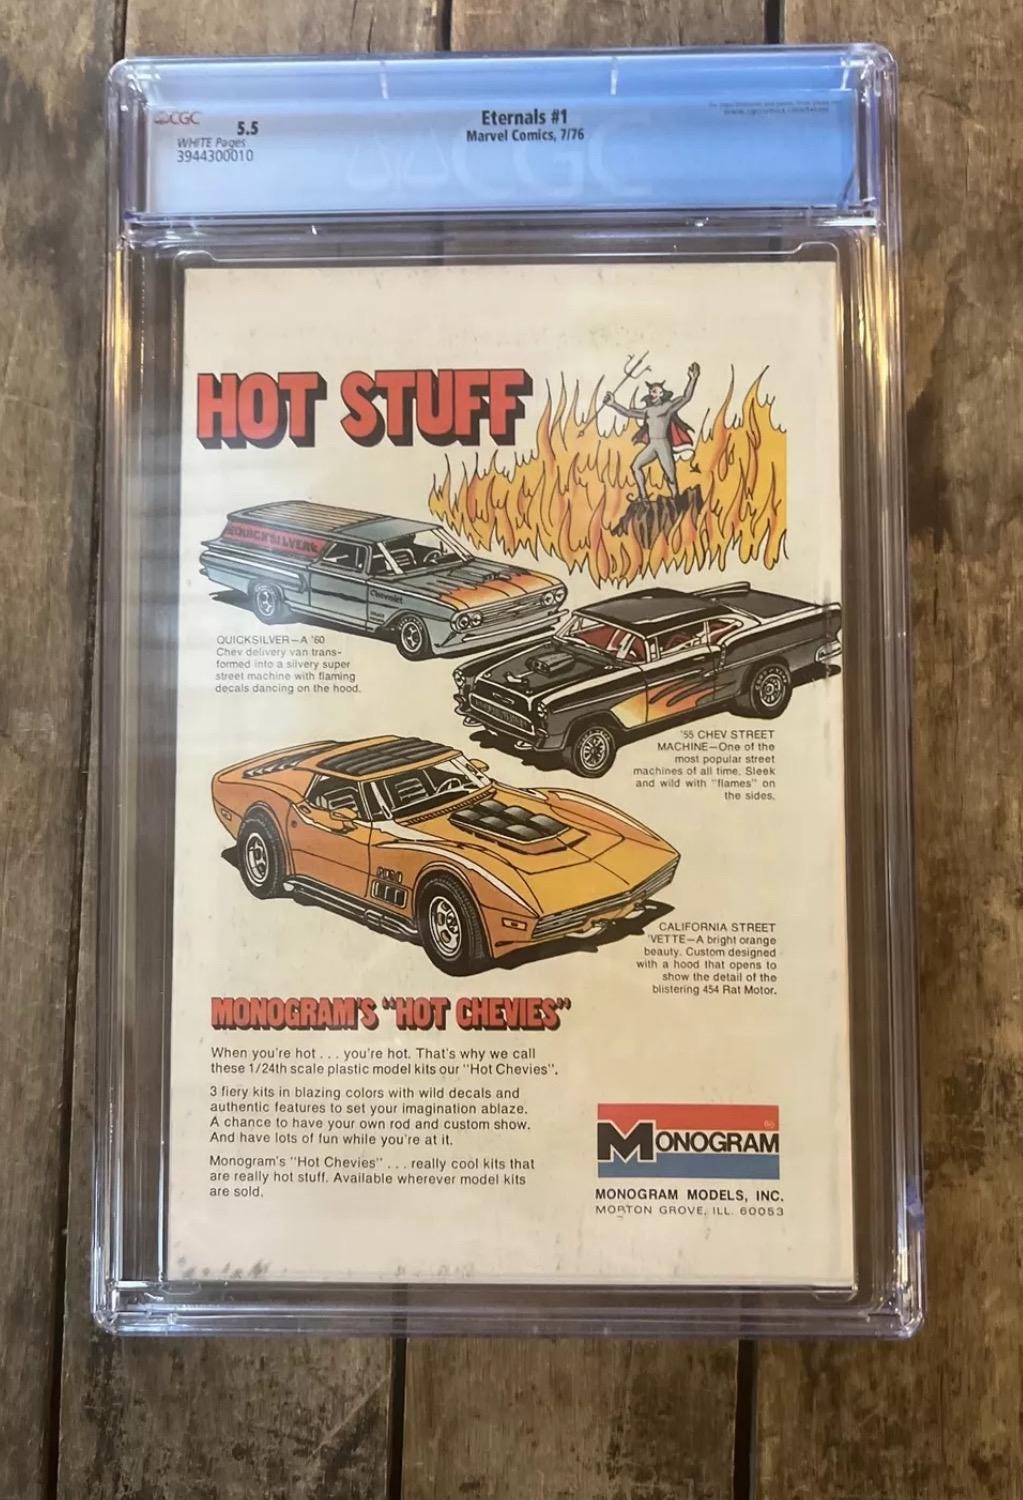 CGC
5.5
WHITE Pages
3944300010
Eternals #1
Marvel Comics, 7/76
CGC
HOT STUFF
QUICKSILVER
Chevrolet
QUICKSILVER—A '60
Chev delivery van trans-
formed into a silvery super
street machine with flaming
decals dancing on the hood.
'55 CHEV STREET
MACHINE—One of the
most popular street
machines of all time. Sleek
and wild with "flames" on
the sides.
CALIFORNIA STREET
'VETTE—A bright orange
beauty. Custom designed
with a hood that opens to
show the detail of the
blistering 454 Rat Motor.
MONOGRAM'S "HOT CHEVIES"
When you're hot . . . you're hot. That's why we call
these 1/24th scale plastic model kits our "Hot Chevies".
3 fiery kits in blazing colors with wild decals and
authentic features to set your imagination ablaze.
A chance to have your own rod and custom show.
And have lots of fun while you're at it.
Monogram's "Hot Chevies" . . . really cool kits that
are really hot stuff. Available wherever model kits
are sold.
MONOGRAM®
MONOGRAM MODELS, INC.
MORTON GROVE, ILL. 60053